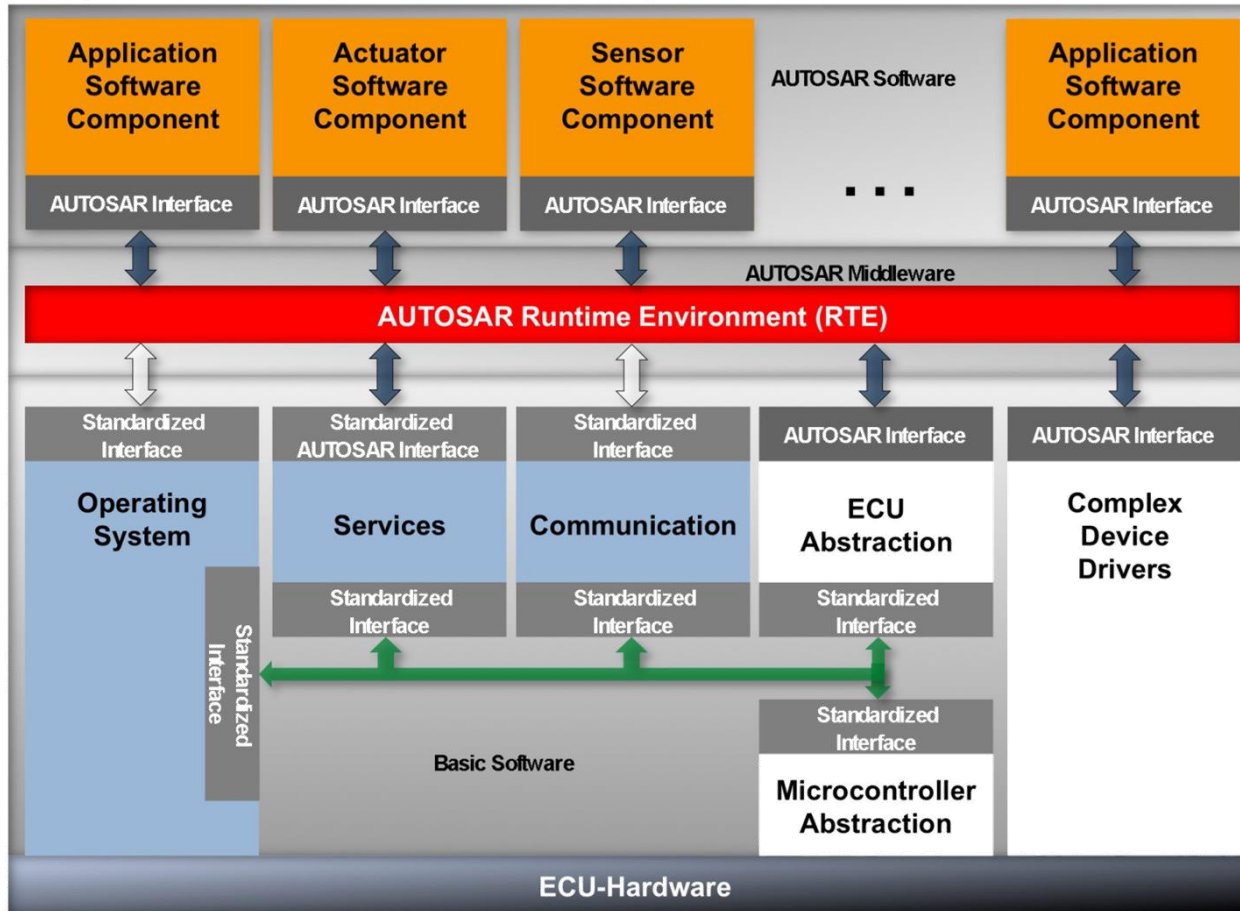 Application
Software
Component
AUTOSAR Interface
Actuator
Software
Component
AUTOSAR Interface
Sensor
Software
Component
AUTOSAR Interface
AUTOSAR Software
. . .
Application
Software
Component
AUTOSAR Interface
AUTOSAR Middleware
AUTOSAR Runtime Environment (RTE)
Standardized
Interface
Operating
System
Standardized
Interface
Standardized
AUTOSAR Interface
Services
Standardized
Interface
Standardized
Interface
Communication
Standardized
Interface
AUTOSAR Interface
ECU
Abstraction
Standardized
Interface
AUTOSAR Interface
Complex
Device
Drivers
Basic Software
Standardized
Interface
Microcontroller
Abstraction
ECU-Hardware